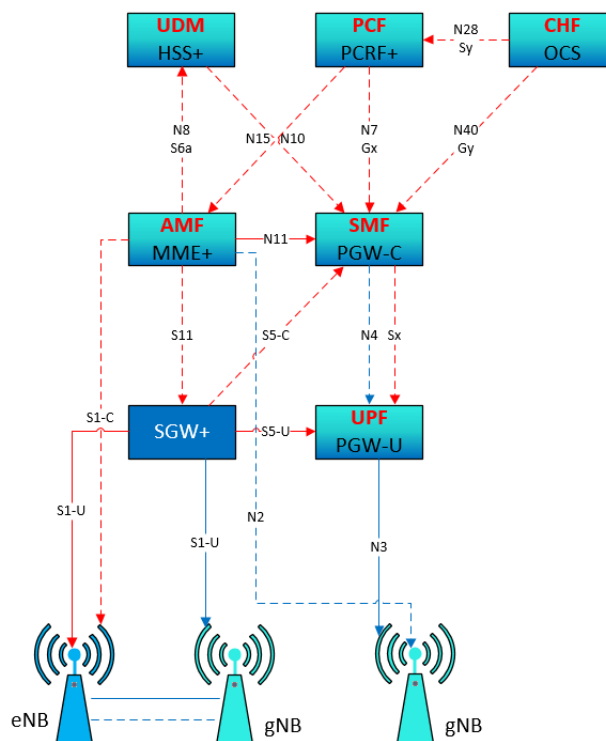 UDM
HSS+
PCF
PCRF+
CHF
OCS
N28
Sy
N8
S6a
N15
N10
N7
Gx
N40
Gy
AMF
MME+
N11
SMF
PGW-C
S11
S5-C
N4
Sx
S1-C
SGW+
S5-U
UPF
PGW-U
S1-U
S1-U
N2
N3
eNB
gNB
gNB